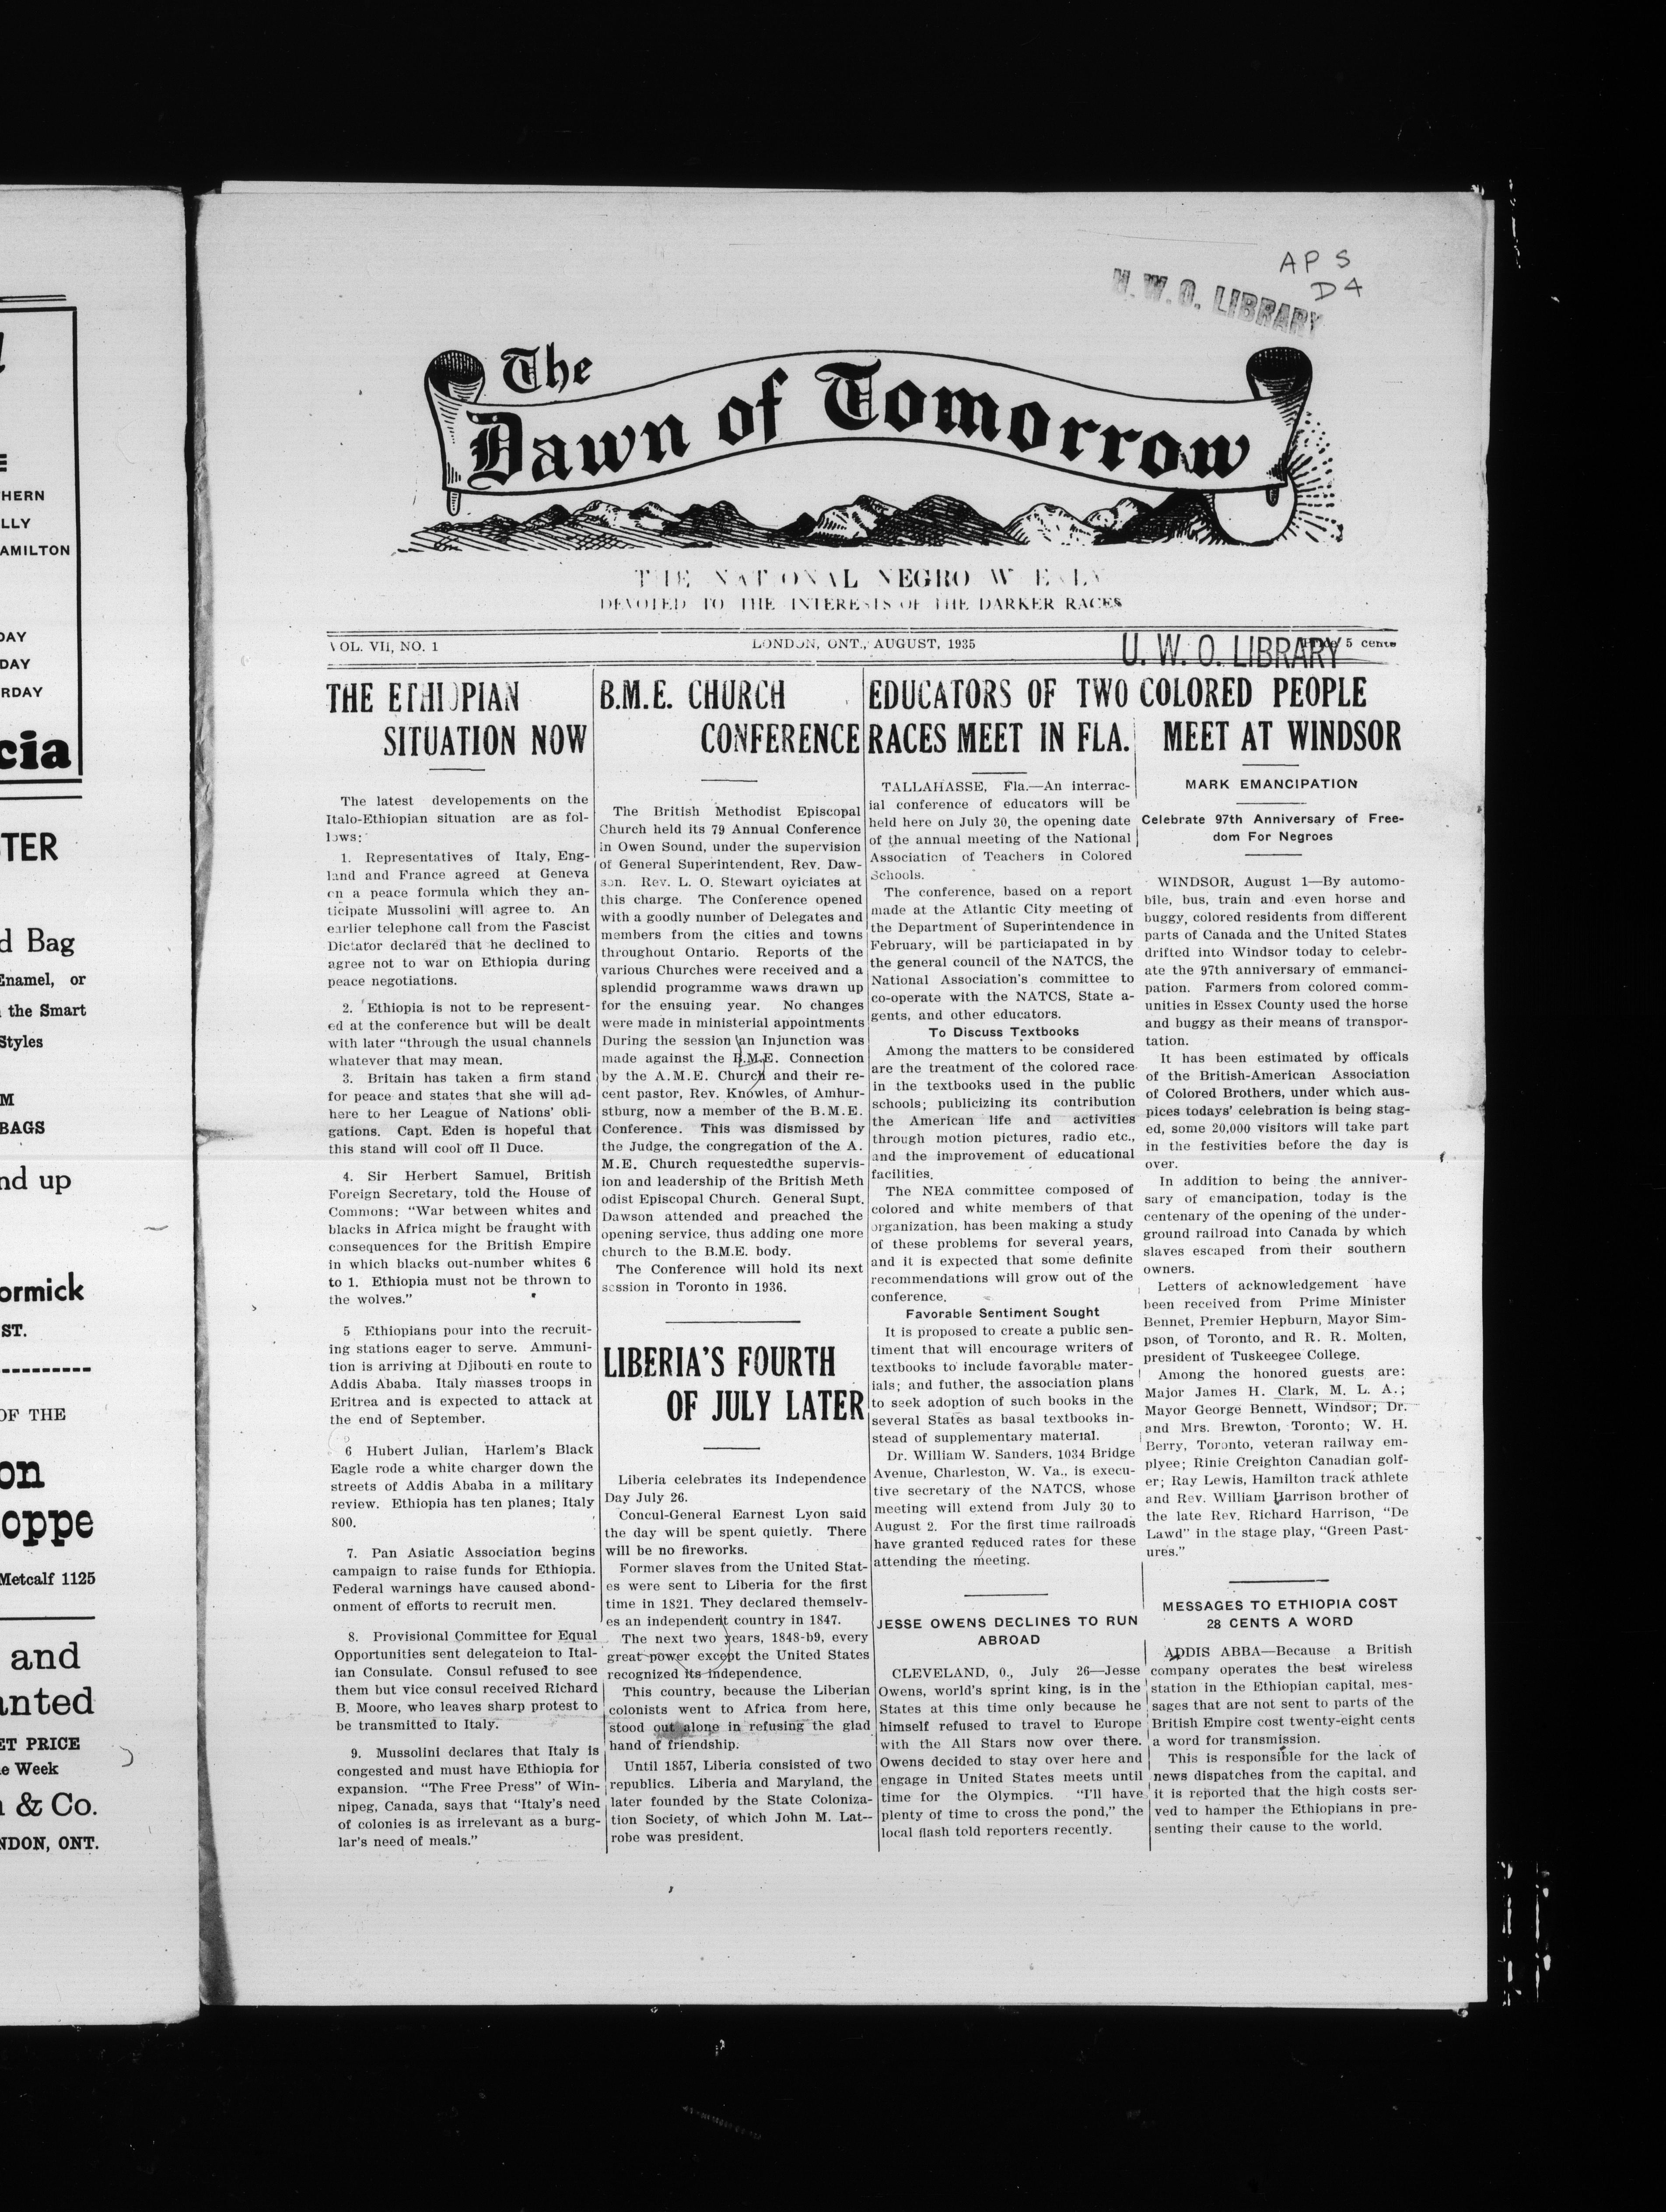 HERN
LLY
AMILTON
DAY
DAY
RDAY
cia
TER
d Bag
Enamel, or
the Smart
Styles
M
BAGS
nd up
ormick
ST.
OF THE
on
oppe
Metcalf 1125
and
anted
ET PRICE
e Week
& Co.
NDON, ONT.
A P S
D 4
U. W. O. LIBRARY
The
Dawn of Tomorrow
THE NATIONAL NEGRO WEEKLY
DEVOTED TO THE INTERESTS OF THE DARKER RACES
VOL. VII, NO. 1
LONDON, ONT., AUGUST, 1935
U. W. O. LIBRARY
Price 5 cents
THE ETHIOPIAN
SITUATION NOW
The latest developements on the
Italo-Ethiopian situation are as fol-
lows:
1. Representatives of Italy, Eng-
land and France agreed at Geneva
on a peace formula which they an-
ticipate Mussolini will agree to. An
earlier telephone call from the Fascist
Dictator declared that he declined to
agree not to war on Ethiopia during
peace negotiations.
2. Ethiopia is not to be represent-
ed at the conference but will be dealt
with later "through the usual channels
whatever that may mean.
3. Britain has taken a firm stand
for peace and states that she will ad-
here to her League of Nations' obli-
gations. Capt. Eden is hopeful that
this stand will cool off Il Duce.
4. Sir Herbert Samuel, British
Foreign Secretary, told the House of
Commons: "War between whites and
blacks in Africa might be fraught with
consequences for the British Empire
in which blacks out-number whites 6
to 1. Ethiopia must not be thrown to
the wolves."
5 Ethiopians pour into the recruit-
ing stations eager to serve. Ammuni-
tion is arriving at Djibouti en route to
Addis Ababa. Italy masses troops in
Eritrea and is expected to attack at
the end of September.
6 Hubert Julian, Harlem's Black
Eagle rode a white charger down the
streets of Addis Ababa in a military
review. Ethiopia has ten planes; Italy
800.
7. Pan Asiatic Association begins
campaign to raise funds for Ethiopia.
Federal warnings have caused abond-
onment of efforts to recruit men.
8. Provisional Committee for Equal
Opportunities sent delegateion to Ital-
ian Consulate. Consul refused to see
them but vice consul received Richard
B. Moore, who leaves sharp protest to
be transmitted to Italy.
9. Mussolini declares that Italy is
congested and must have Ethiopia for
expansion. "The Free Press" of Win-
nipeg, Canada, says that "Italy's need
of colonies is as irrelevant as a burg-
lar's need of meals."
B.M.E. CHURCH
CONFERENCE
The British Methodist Episcopal
Church held its 79 Annual Conference
in Owen Sound, under the supervision
of General Superintendent, Rev. Daw-
son. Rev. L. O. Stewart oyiciates at
this charge. The Conference opened
with a goodly number of Delegates and
members from the cities and towns
throughout Ontario. Reports of the
various Churches were received and a
splendid programme waws drawn up
for the ensuing year. No changes
were made in ministerial appointments
During the session an Injunction was
made against the B.M.E. Connection
by the A.M.E. Church and their re-
cent pastor, Rev. Knowles, of Amhur-
stburg, now a member of the B.M.E.
Conference. This was dismissed by
the Judge, the congregation of the A.
M.E. Church requestedthe supervis-
ion and leadership of the British Meth
odist Episcopal Church. General Supt.
Dawson attended and preached the
opening service, thus adding one more
church to the B.M.E. body.
The Conference will hold its next
session in Toronto in 1936.
LIBERIA'S FOURTH
OF JULY LATER
Liberia celebrates its Independence
Day July 26.
Concul-General Earnest Lyon said
the day will be spent quietly. There
will be no fireworks.
Former slaves from the United Stat-
es were sent to Liberia for the first
time in 1821. They declared themselv-
es an independent country in 1847.
The next two years, 1848-b9, every
great power except the United States
recognized its independence.
This country, because the Liberian
colonists went to Africa from here,
stood out alone in refusing the glad
hand of friendship.
Until 1857, Liberia consisted of two
republics. Liberia and Maryland, the
later founded by the State Coloniza-
tion Society, of which John M. Lat--
robe was president.
EDUCATORS OF TWO
RACES MEET IN FLA.
TALLAHASSE, Fla.—An interrac-
ial conference of educators will be
held here on July 30, the opening date
of the annual meeting of the National
Association of Teachers in Colored
Schools.
The conference, based on a report
made at the Atlantic City meeting of
the Department of Superintendence in
February, will be particiapated in by
the general council of the NATCS, the
National Association's committee to
co-operate with the NATCS, State a-
gents, and other educators.
To Discuss Textbooks
Among the matters to be considered
are the treatment of the colored race
in the textbooks used in the public
schools; publicizing its contribution
the American life and activities
through motion pictures, radio etc.,
and the improvement of educational
facilities.
The NEA committee composed of
colored and white members of that
organization, has been making a study
of these problems for several years,
and it is expected that some definite
recommendations will grow out of the
conference.
Favorable Sentiment Sought
It is proposed to create a public sen-
timent that will encourage writers of
textbooks to include favorable mater-
ials; and futher, the association plans
to seek adoption of such books in the
several States as basal textbooks in-
stead of supplementary material.
Dr. William W. Sanders, 1034 Bridge
Avenue, Charleston, W. Va., is execu-
tive secretary of the NATCS, whose
meeting will extend from July 30 to
August 2. For the first time railroads
have granted reduced rates for these
attending the meeting.
JESSE OWENS DECLINES TO RUN
ABROAD
CLEVELAND, O., July 26—Jesse
Owens, world's sprint king, is in the
States at this time only because he
himself refused to travel to Europe
with the All Stars now over there.
Owens decided to stay over here and
engage in United States meets until
time for the Olympics. "I'll have
plenty of time to cross the pond," the
local flash told reporters recently.
COLORED PEOPLE
MEET AT WINDSOR
MARK EMANCIPATION
Celebrate 97th Anniversary of Free-
dom For Negroes
WINDSOR, August 1—By automo-
bile, bus, train and even horse and
buggy, colored residents from different
parts of Canada and the United States
drifted into Windsor today to celebr-
ate the 97th anniversary of emmanci-
pation. Farmers from colored comm-
unities in Essex County used the horse
and buggy as their means of transpor-
tation.
It has been estimated by officals
of the British-American Association
of Colored Brothers, under which aus-
pices todays' celebration is being stag-
ed, some 20,000 visitors will take part
in the festivities before the day is
over.
In addition to being the anniver-
sary of emancipation, today is the
centenary of the opening of the under-
ground railroad into Canada by which
slaves escaped from their southern
owners.
Letters of acknowledgement have
been received from Prime Minister
Bennet, Premier Hepburn, Mayor Sim-
pson, of Toronto, and R. R. Molten,
president of Tuskeegee College.
Among the honored guests are:
Major James H. Clark, M. L. A.;
Mayor George Bennett, Windsor; Dr.
and Mrs. Brewton, Toronto; W. H.
Berry, Toronto, veteran railway em-
plyee; Rinie Creighton Canadian golf-
er; Ray Lewis, Hamilton track athlete
and Rev. William Harrison brother of
the late Rev. Richard Harrison, "De
Lawd" in the stage play, "Green Past-
ures."
MESSAGES TO ETHIOPIA COST
28 CENTS A WORD
ADDIS ABBA—Because a British
company operates the best wireless
station in the Ethiopian capital, mes-
sages that are not sent to parts of the
British Empire cost twenty-eight cents
a word for transmission.
This is responsible for the lack of
news dispatches from the capital, and
it is reported that the high costs ser-
ved to hamper the Ethiopians in pre-
senting their cause to the world.